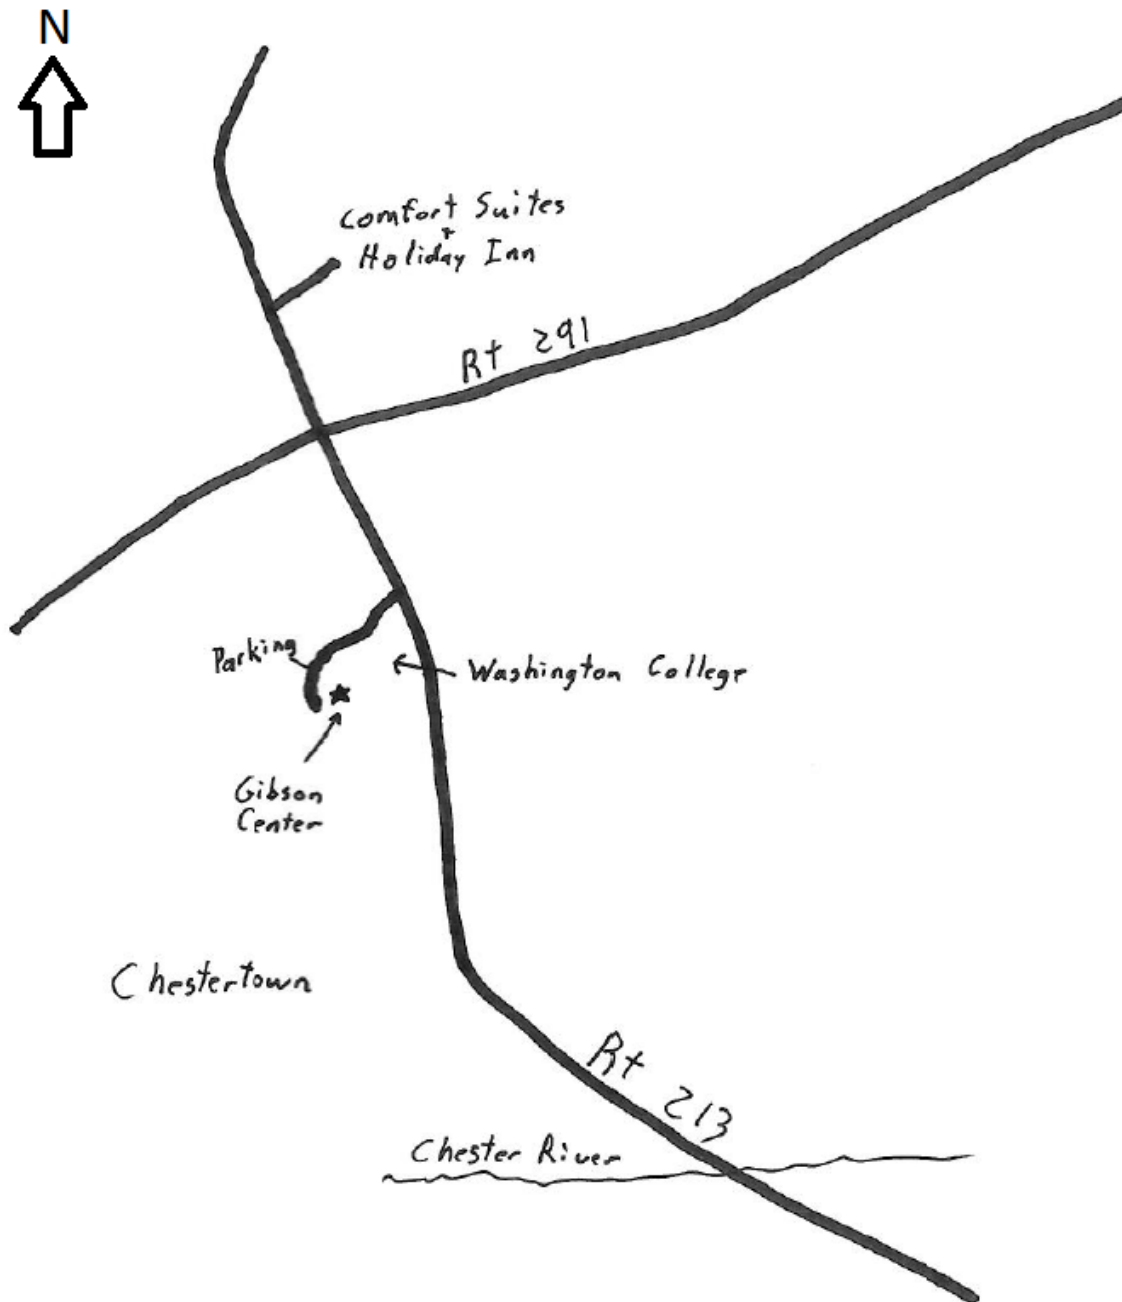 N
Comfort Suites
+
Holiday Inn
Rt 291
Parking
Washington College
Gibson
Center
Chestertown
Rt 213
Chester River